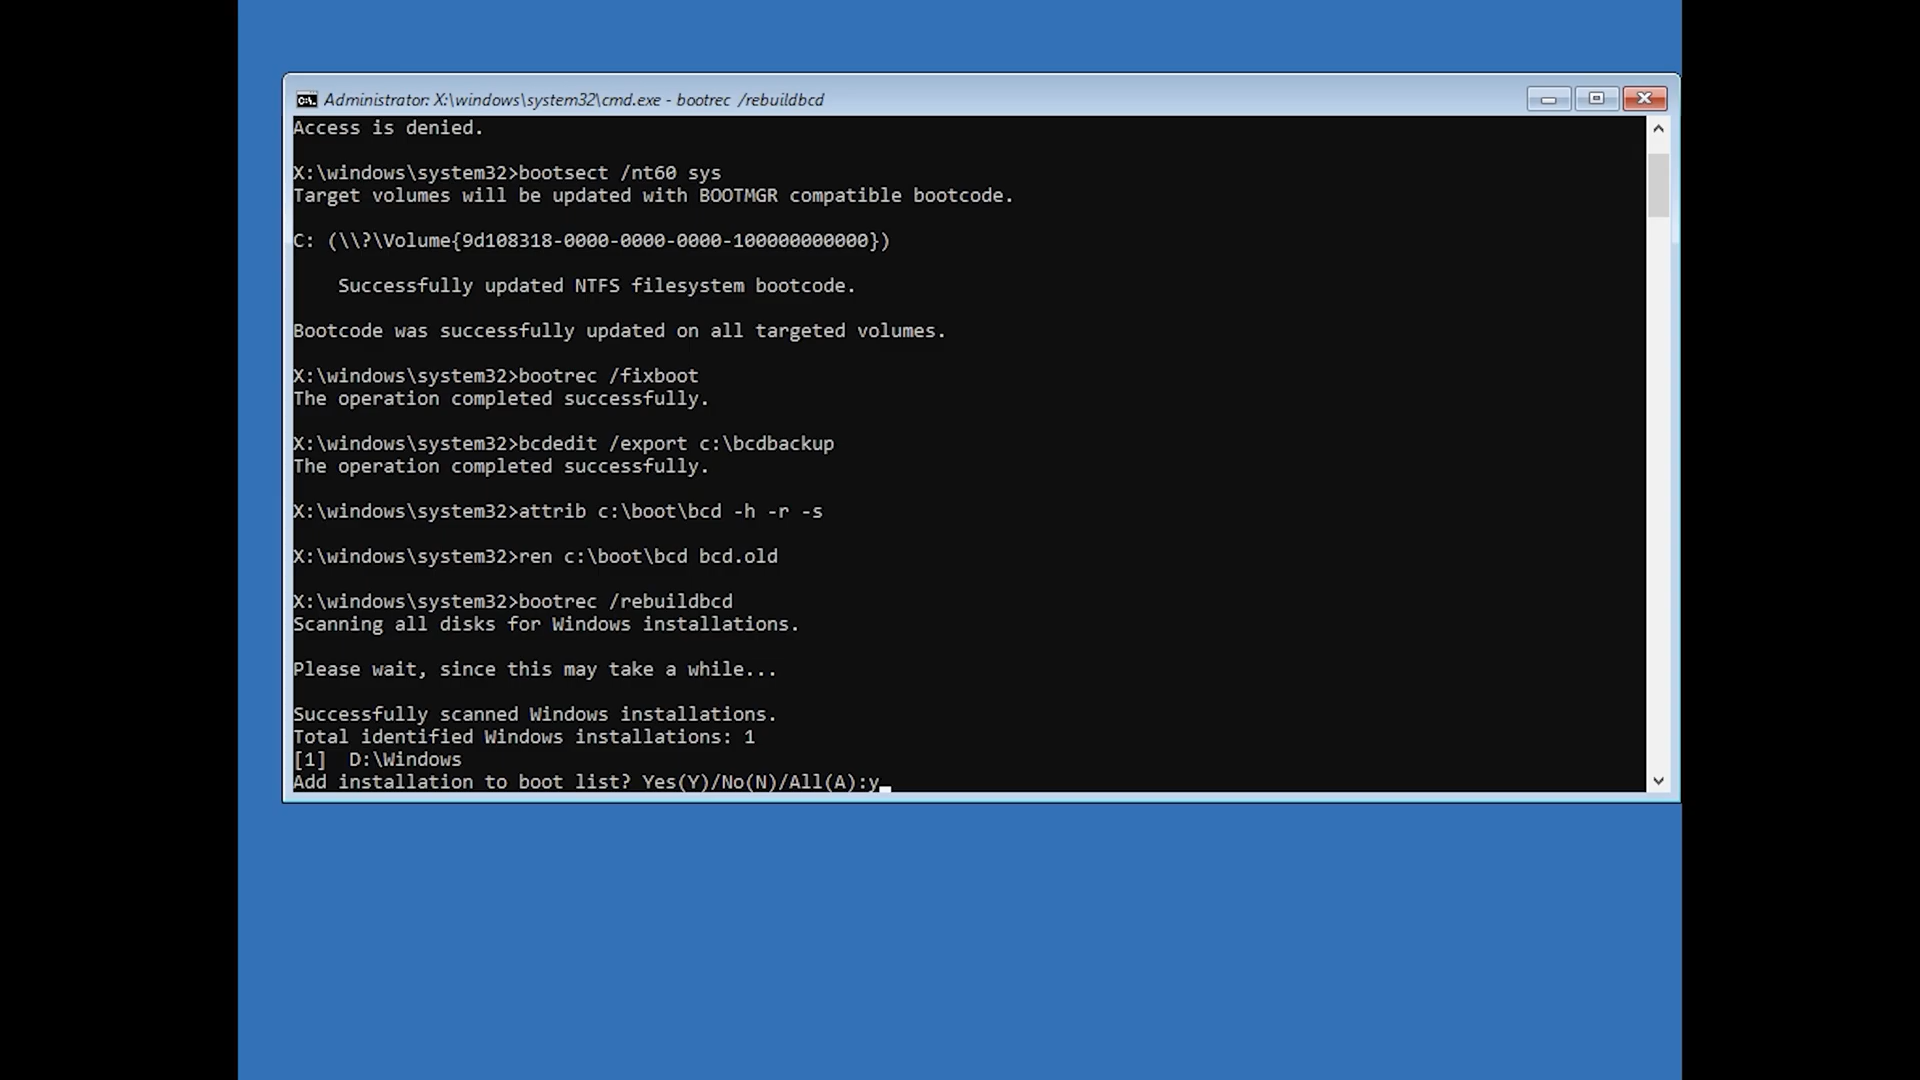 Administrator: X:\windows\system32\cmd.exe - bootrec /rebuildbcd
Access is denied.
X:\windows\system32>bootsect /nt60 sys
Target volumes will be updated with BOOTMGR compatible bootcode.
C: (\\?\Volume{9d108318-0000-0000-0000-100000000000})
Successfully updated NTFS filesystem bootcode.
Bootcode was successfully updated on all targeted volumes.
X:\windows\system32>bootrec /fixboot
The operation completed successfully.
X:\windows\system32>bcdedit /export c:\bcdbackup
The operation completed successfully.
X:\windows\system32>attrib c:\boot\bcd -h -r -s
X:\windows\system32>ren c:\boot\bcd bcd.old
X:\windows\system32>bootrec /rebuildbcd
Scanning all disks for Windows installations.
Please wait, since this may take a while...
Successfully scanned Windows installations.
Total identified Windows installations: 1
[1]  D:\Windows
Add installation to boot list? Yes(Y)/No(N)/All(A):y